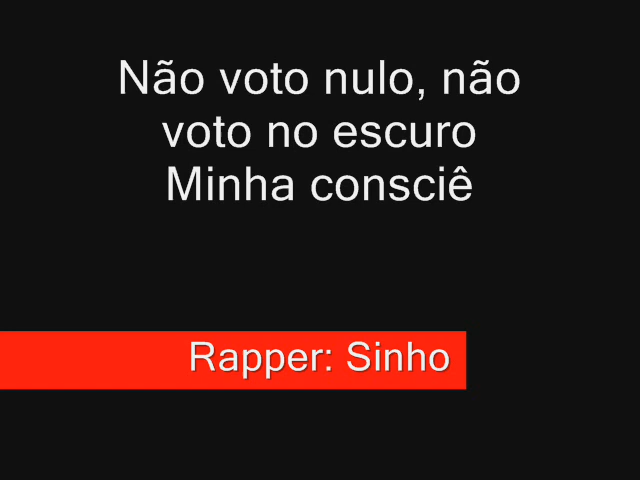 Não voto nulo, não
voto no escuro
Minha consciê
Rapper: Sinho